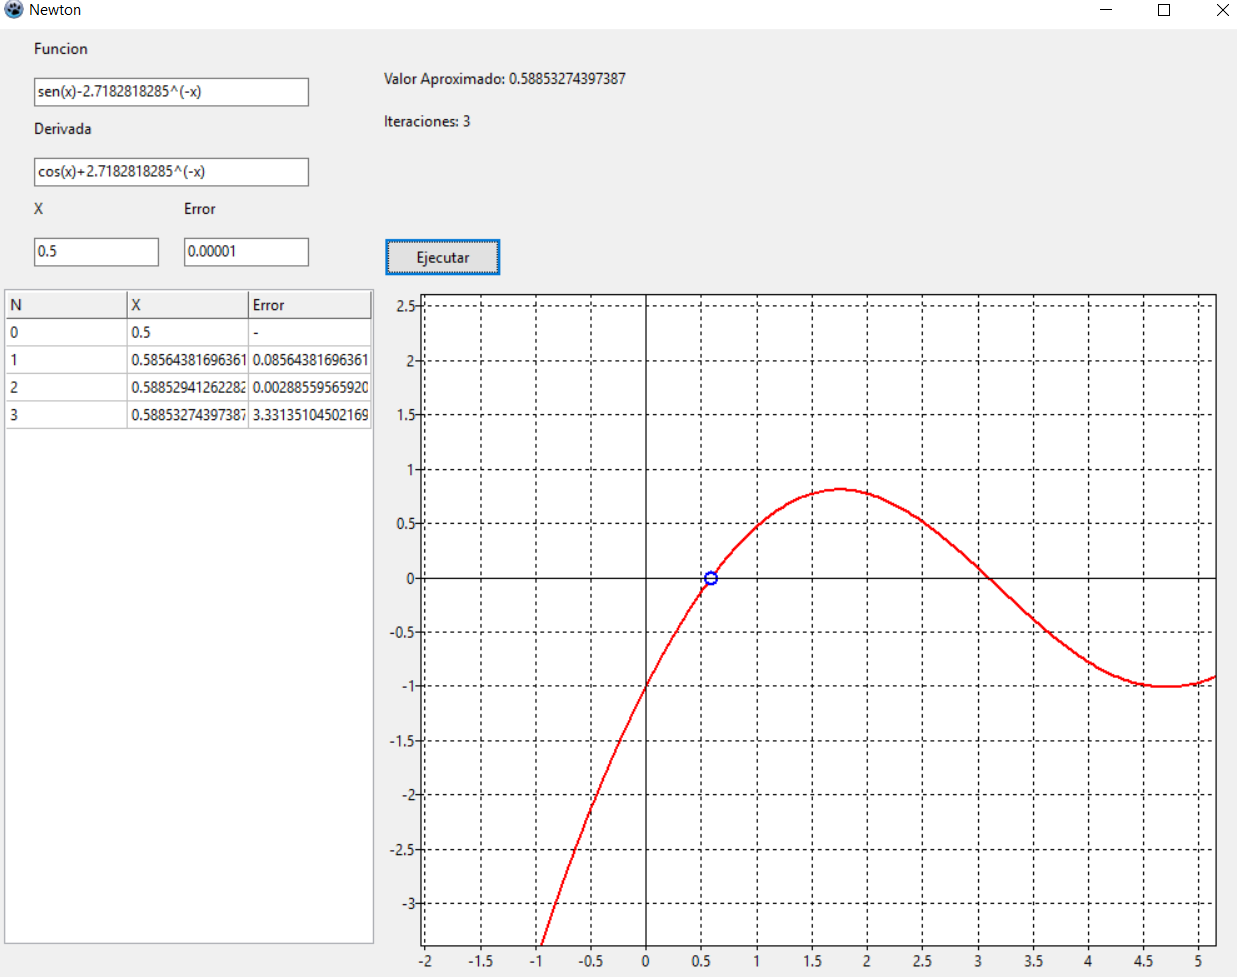 Newton
Funcion
sen(x)-2.7182818285^(-x)
Derivada
cos(x)+2.7182818285^(-x)
X Error
0.5 0.00001
Valor Aproximado: 0.58853274397387
Iteraciones: 3
Ejecutar
N X Error
0 0.5 -
1 0.58564381696361 0.08564381696361
2 0.58852941262282 0.00288559565920
3 0.58853274397387 3.33135104502169
2.5
2
1.5
1
0.5
0
-0.5
-1
-1.5
-2
-2.5
-3
-2 -1.5 -1 -0.5 0 0.5 1 1.5 2 2.5 3 3.5 4 4.5 5